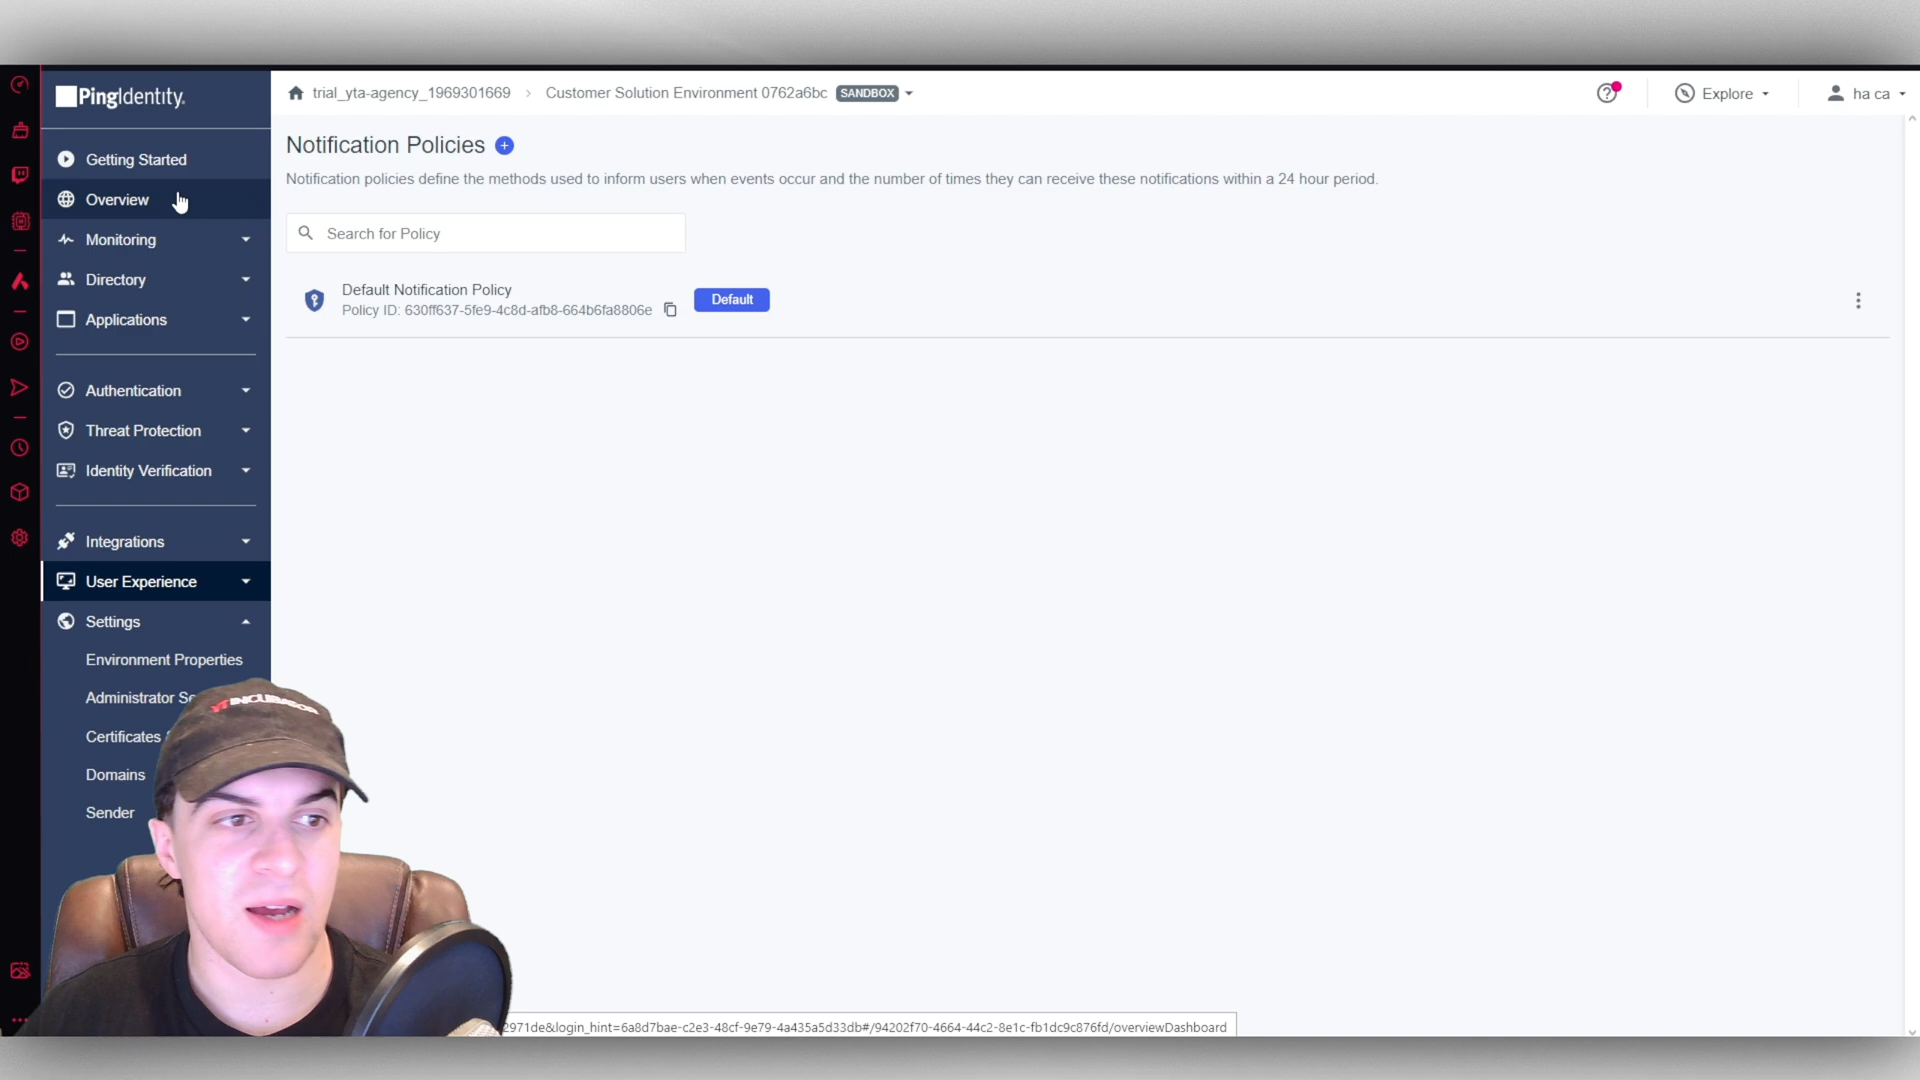 PingIdentity.
trial_yta-agency_1969301669 > Customer Solution Environment 0762a6bc SANDBOX
Explore
ha ca
Getting Started
Overview
Monitoring
Directory
Applications
Authentication
Threat Protection
Identity Verification
Integrations
User Experience
Settings
Environment Properties
Administrator Se
Certificates
Domains
Sender
Notification Policies
Notification policies define the methods used to inform users when events occur and the number of times they can receive these notifications within a 24 hour period.
Search for Policy
Default Notification Policy
Policy ID: 630ff637-5fe9-4c8d-afb8-664b6fa8806e
Default
INCUBATOR
2971de&login_hint=6a8d7bae-c2e3-48cf-9e79-4a435a5d33db#/94202f70-4664-44c2-8e1c-fb1dc9c876fd/overviewDashboard